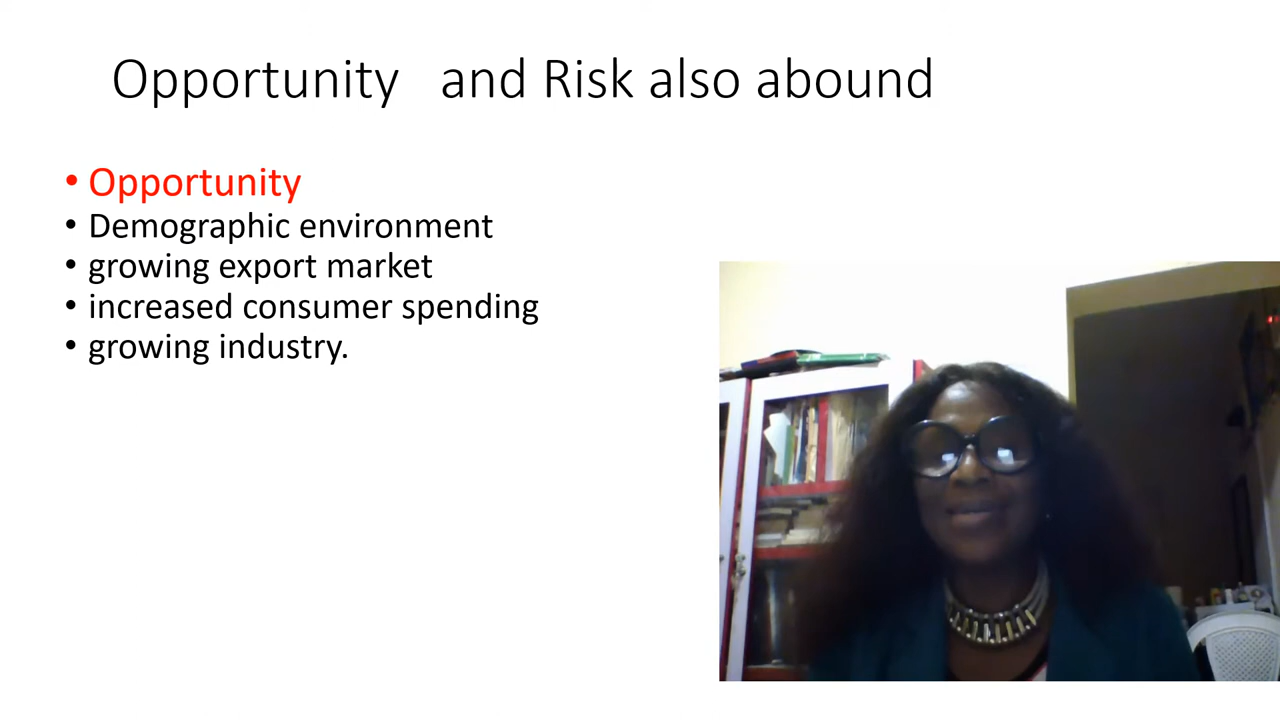 Opportunity and Risk also abound
• Opportunity
• Demographic environment
• growing export market
• increased consumer spending
• growing industry.